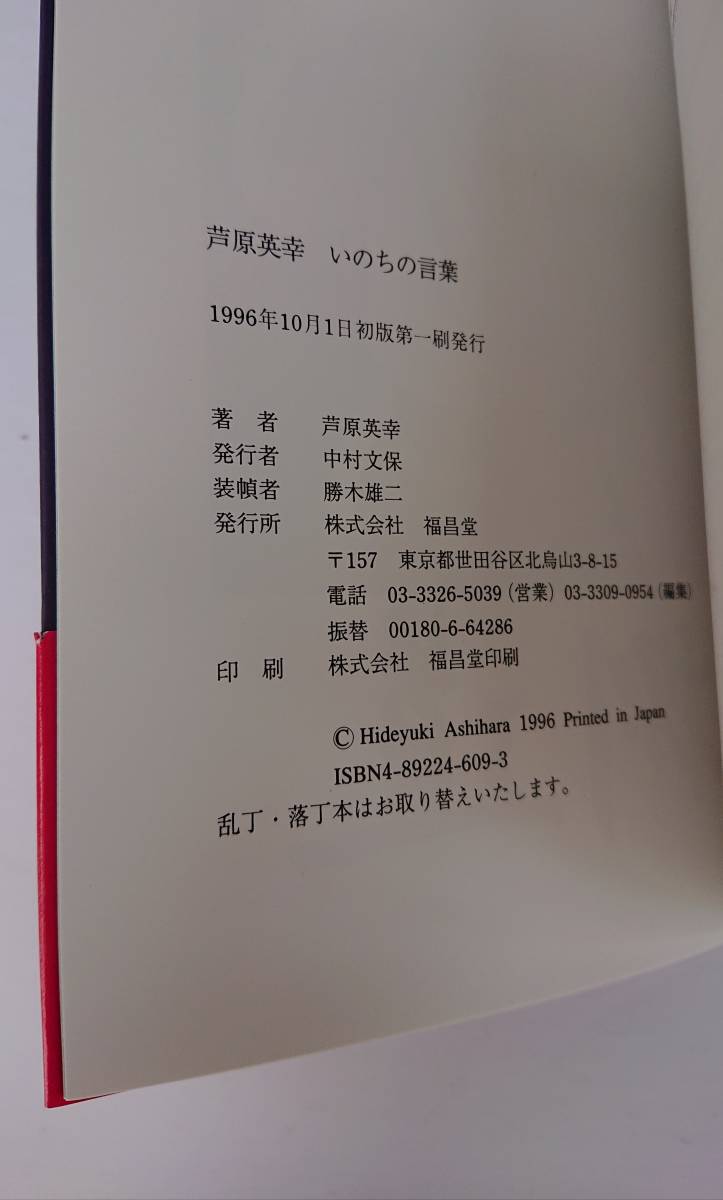 芦原英幸　いのちの言葉
1996年10月1日初版第一刷発行
著　者　芦原英幸
発行者　中村文保
装幀者　勝木雄二
発行所　株式会社　福昌堂
〒157　東京都世田谷区北烏山3-8-15
電話　03-3326-5039（営業）03-3309-0954（編集）
振替　00180-6-64286
印　刷　株式会社　福昌堂印刷
© Hideyuki Ashihara 1996 Printed in Japan
ISBN4-89224-609-3
乱丁・落丁本はお取り替えいたします。